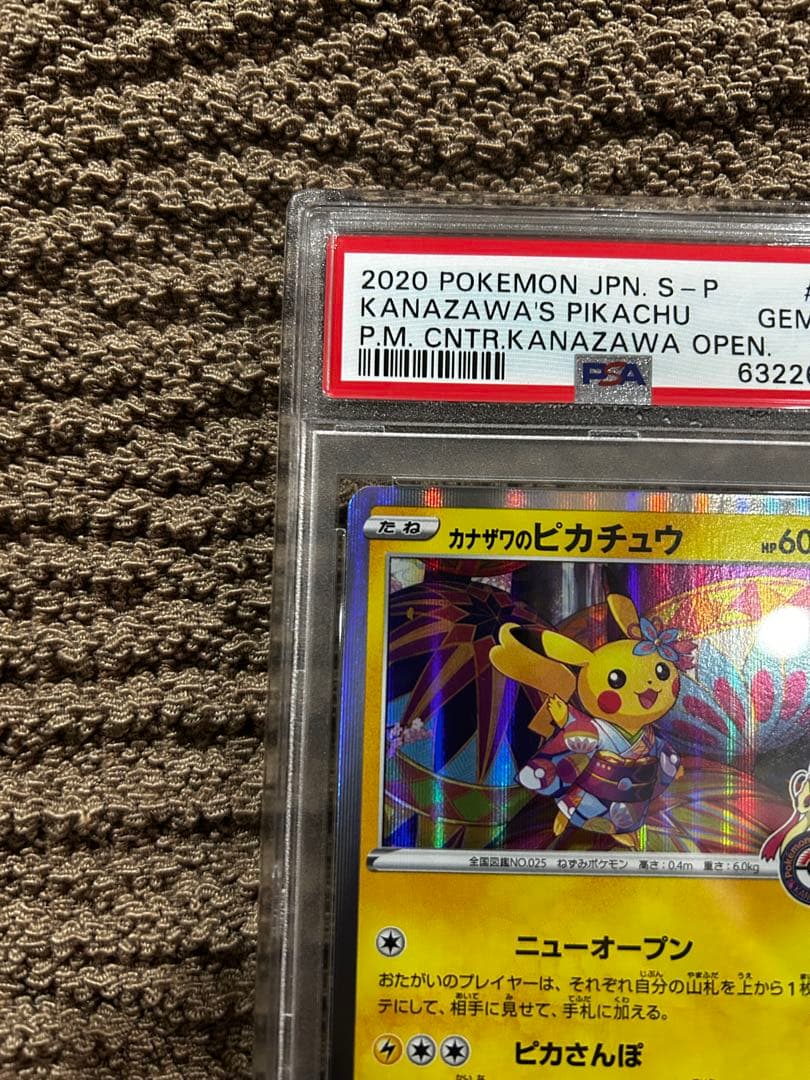 2020 POKEMON JPN. S-P #
KANAZAWA'S PIKACHU GEM
P.M. CNTR.KANAZAWA OPEN.
PSA 6322
たね カナザワのピカチュウ HP60
全国図鑑NO.025 ねずみポケモン 高さ:0.4m 重さ:6.0kg
Pokémon
ニューオープン
おたがいのプレイヤーは、それぞれ自分の山札を上から1枚
テにして、相手に見せて、手札に加える。
ピカさんぽ